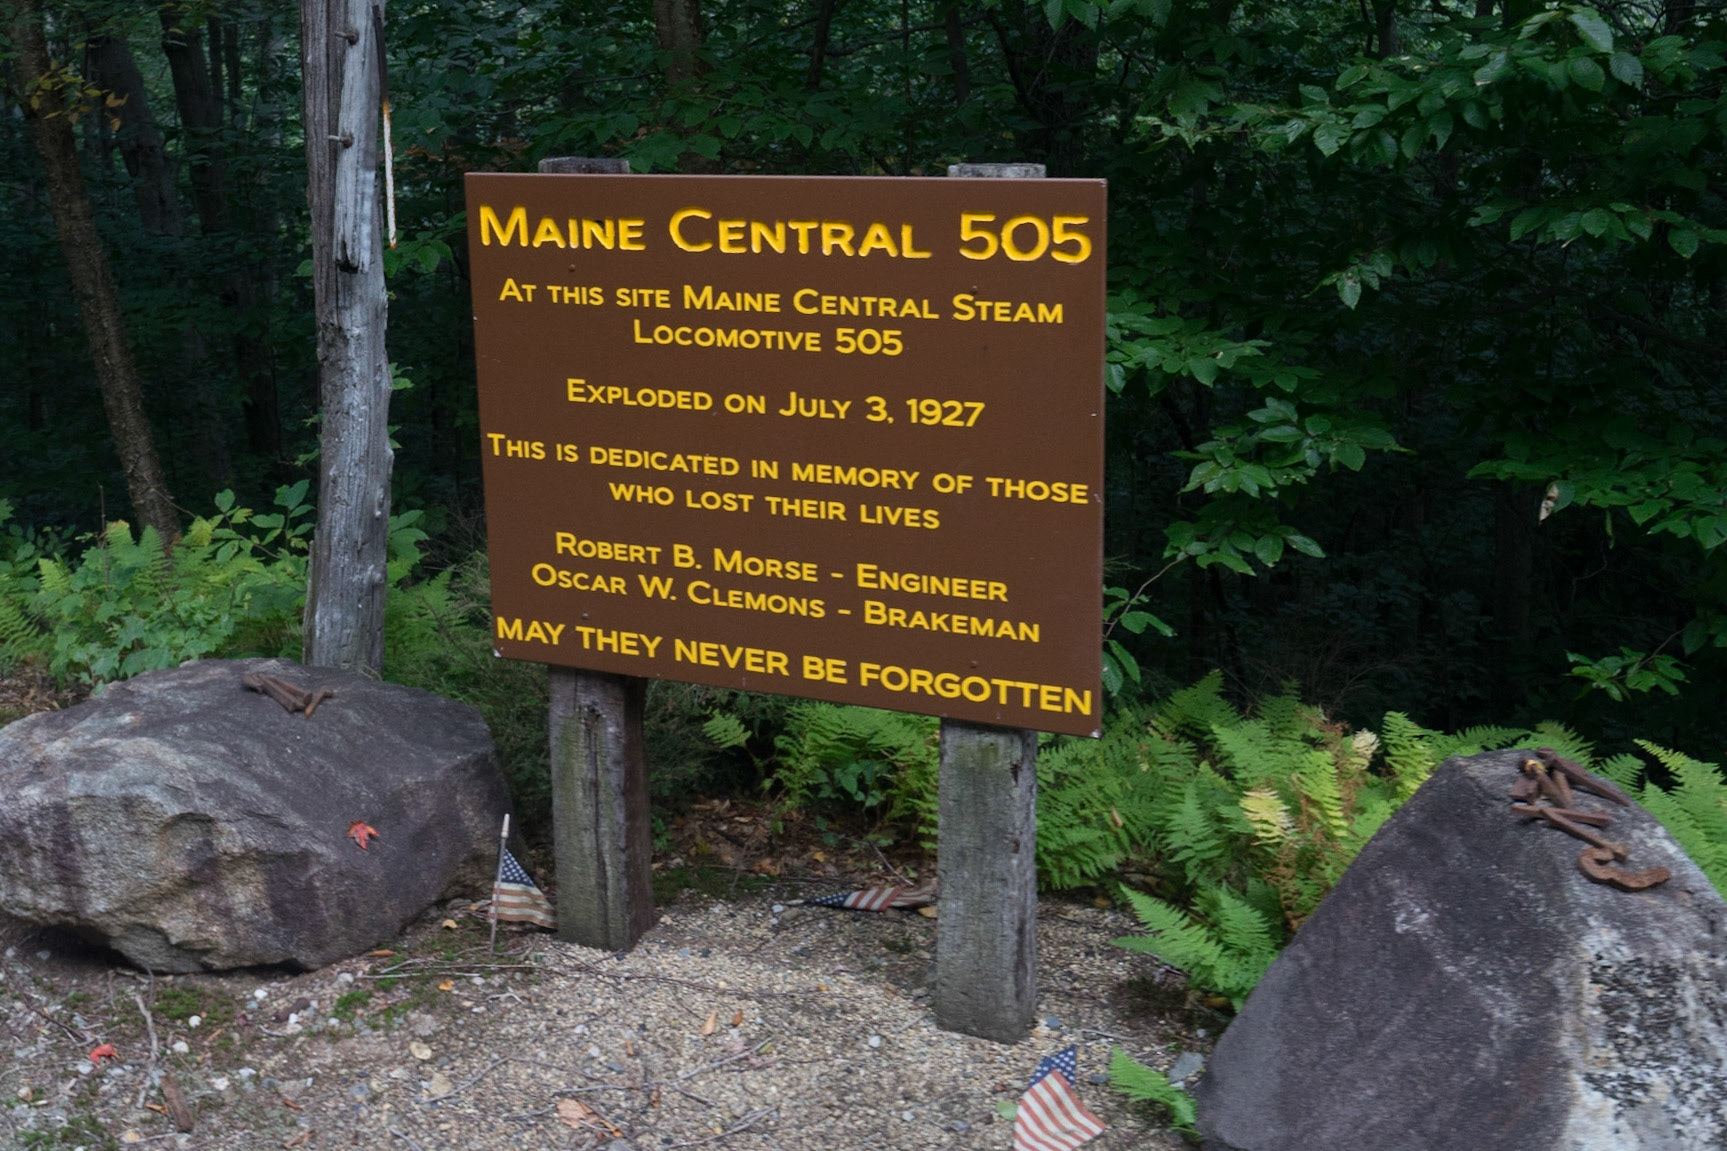 Maine Central 505
At this site Maine Central Steam
Locomotive 505
Exploded on July 3, 1927
This is dedicated in memory of those
who lost their lives
Robert B. Morse - Engineer
Oscar W. Clemons - Brakeman
may they never be forgotten